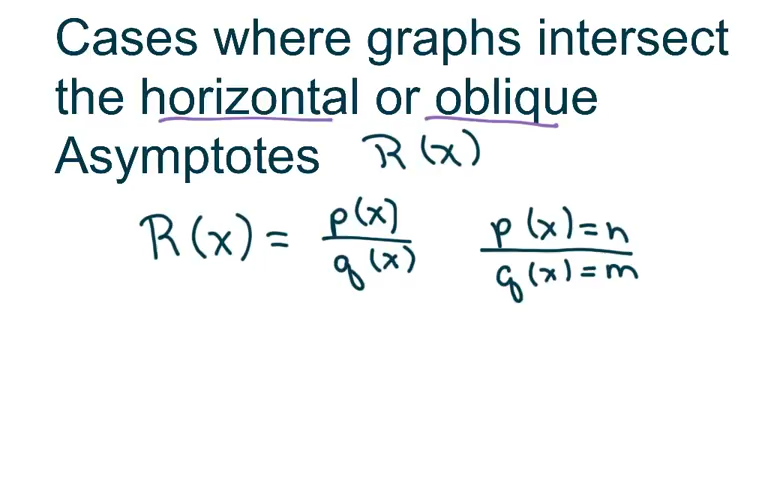 Cases where graphs intersect
the horizontal or oblique
Asymptotes R(x)
R(x) = p(x)/q(x) p(x)=n/q(x)=m